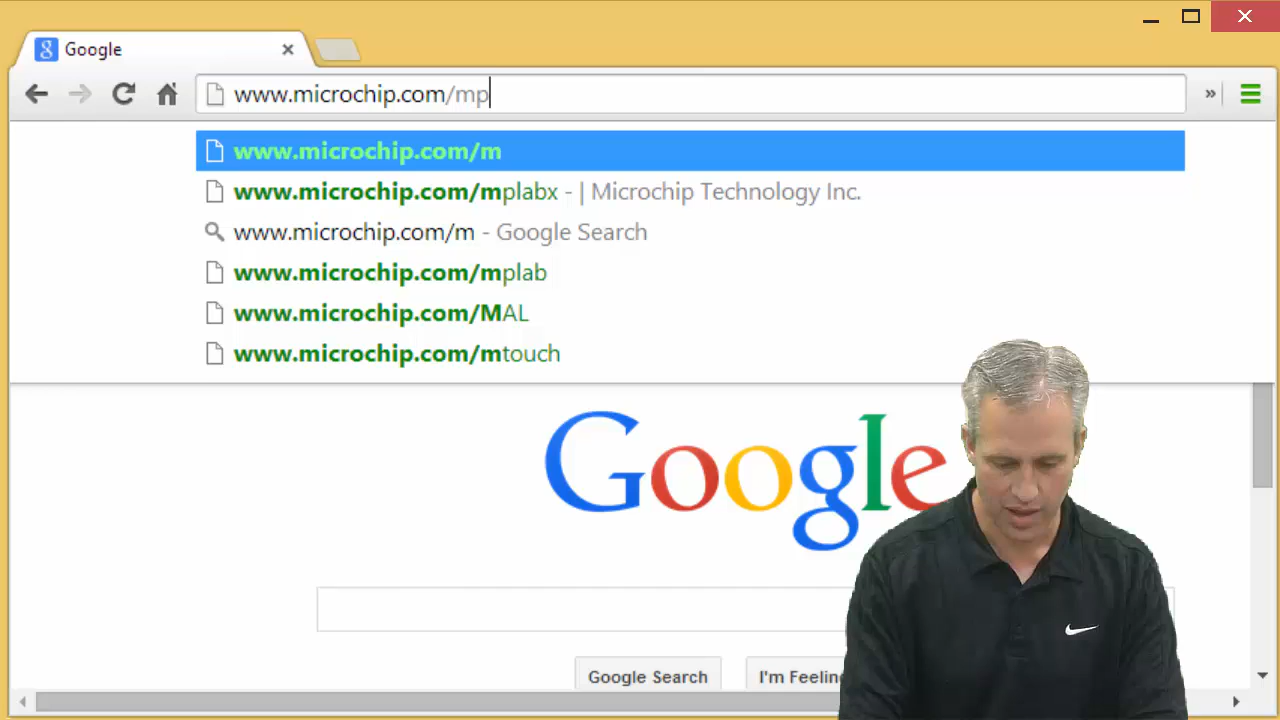 Google
www.microchip.com/mp
»
www.microchip.com/m
www.microchip.com/mplabx - | Microchip Technology Inc.
www.microchip.com/m - Google Search
www.microchip.com/mplab
www.microchip.com/MAL
www.microchip.com/mtouch
Google
Google Search
I'm Feeling